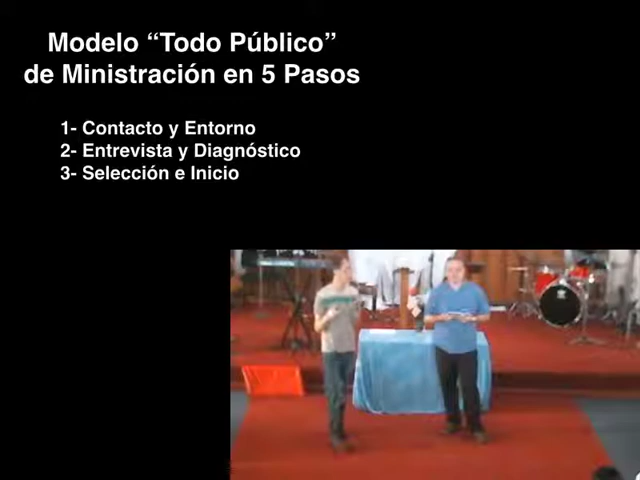 Modelo “Todo Público”
de Ministración en 5 Pasos
1- Contacto y Entorno
2- Entrevista y Diagnóstico
3- Selección e Inicio